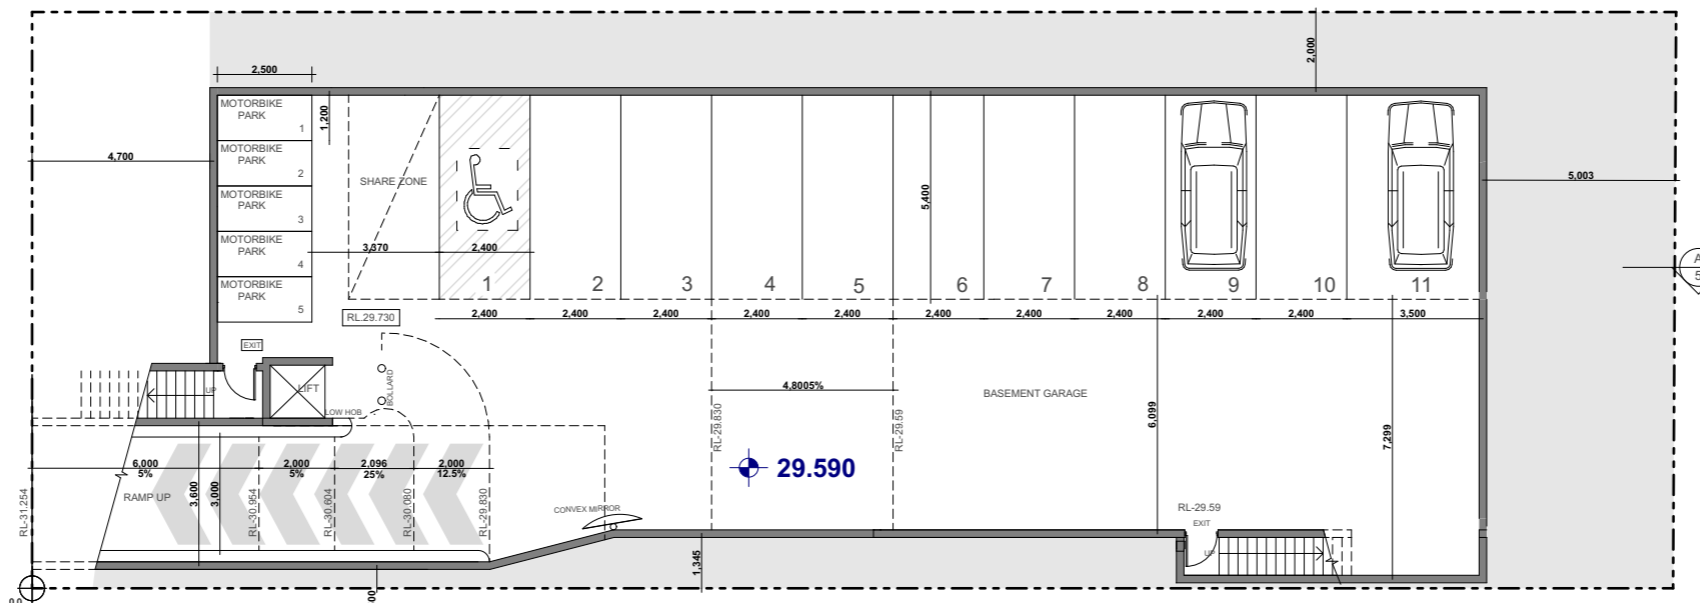 2,500
2,000
MOTORBIKE
PARK
1
1,200
MOTORBIKE
PARK
2
4,700
SHARE ZONE
5,400
5,003
MOTORBIKE
PARK
3
MOTORBIKE
PARK
4
3,370
2,400
A
5
MOTORBIKE
PARK
5
1
2
3
4
5
6
7
8
9
10
11
RL.29.730
2,400
2,400
2,400
2,400
2,400
2,400
2,400
2,400
2,400
2,400
3,500
EXIT
UP
LIFT
BOLLARD
LOW HOB
4,8005%
BASEMENT GARAGE
RL-29.830
RL-29.59
6,099
7,299
29.590
6,000
5%
2,000
5%
2,096
25%
2,000
12.5%
RAMP UP
3,600
3,000
RL-31.254
RL-30.954
RL-30.604
RL-30.080
RL-29.830
CONVEX MIRROR
RL-29.59
EXIT
UP
1,345